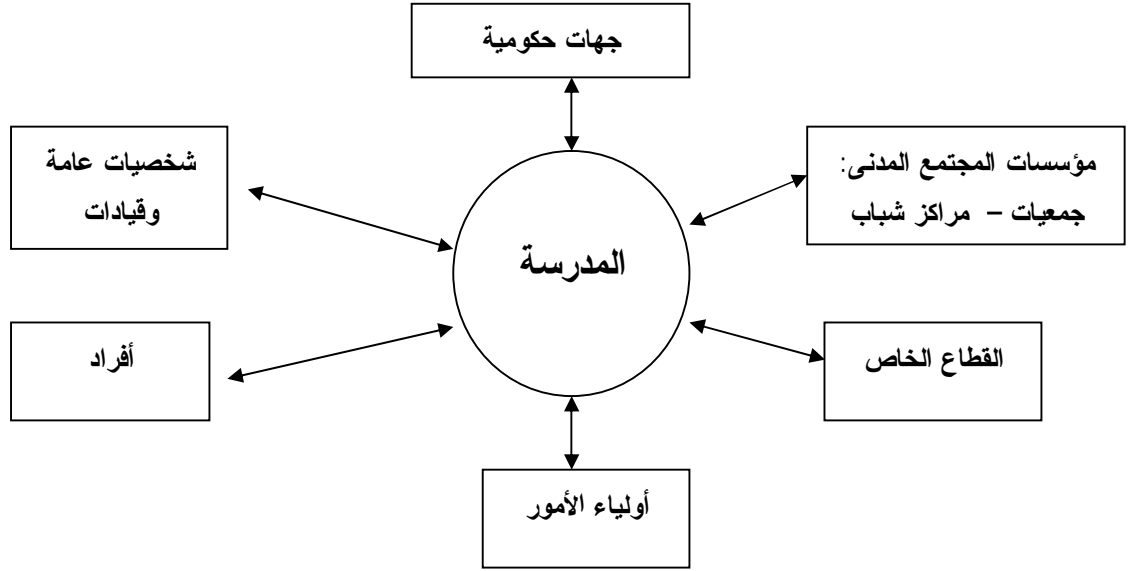 جهات حكومية
شخصيات عامة
وقيادات
مؤسسات المجتمع المدنى:
جمعيات – مراكز شباب
المدرسة
أفراد
القطاع الخاص
أولياء الأمور